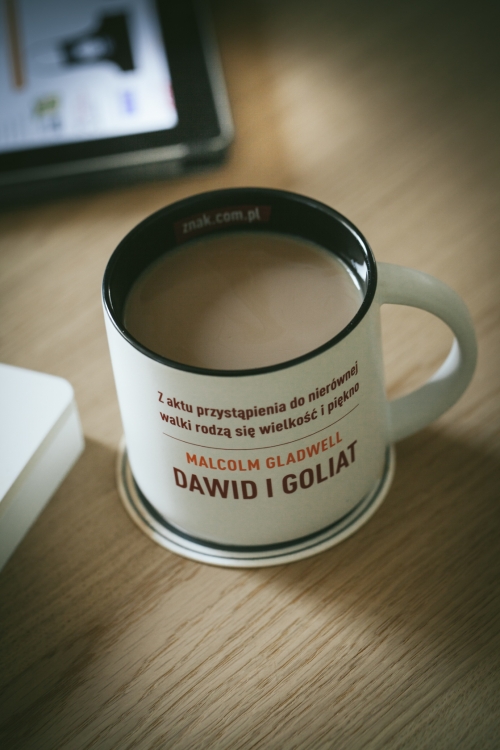 znak.com.pl
Z aktu przystąpienia do nierównej
walki rodzą się wielkość i piękno
MALCOLM GLADWELL
DAWID I GOLIAT